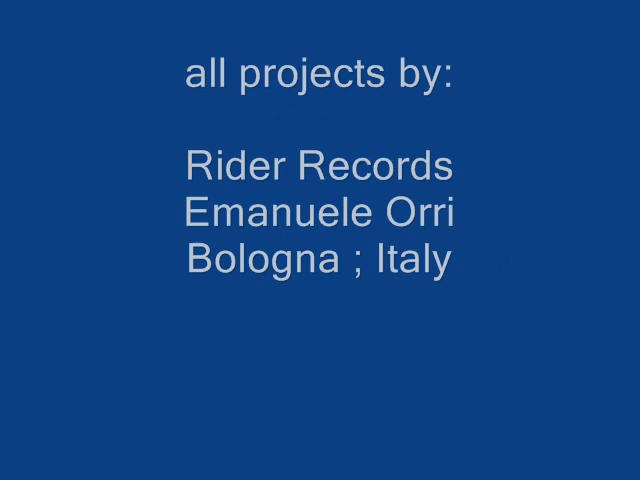 all projects by:
Rider Records
Emanuele Orri
Bologna ; Italy